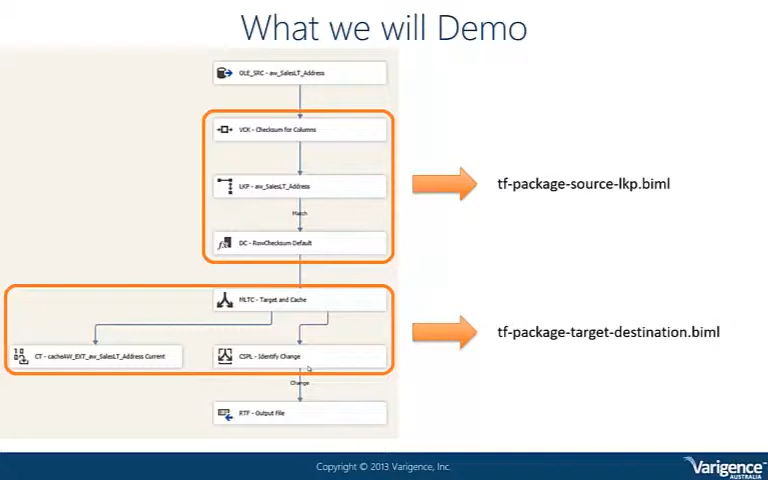 What we will Demo
OLE_SRC - aw_SalesLT_Address
VCK - Checksum for Columns
LKP - aw_SalesLT_Address
Match
DC - RowChecksum Default
tf-package-source-lkp.biml
MLTC - Target and Cache
CT - cacheAW_EXT_aw_SalesLT_Address Current
CSPL - Identify Change
tf-package-target-destination.biml
Change
RTF - Output File
Copyright © 2013 Varigence, Inc.
Varigence
AUSTRALIA